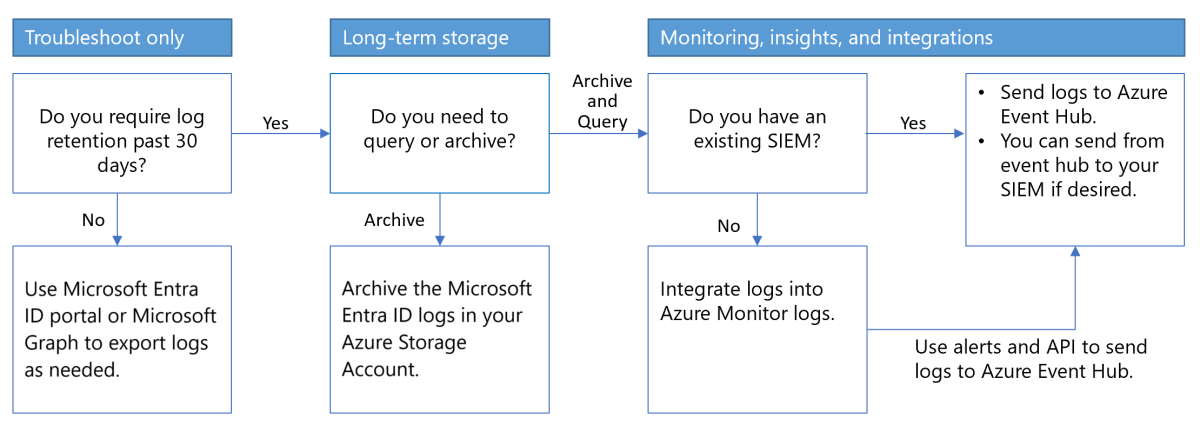 Troubleshoot only
Long-term storage
Monitoring, insights, and integrations
Do you require log
retention past 30
days?
Yes
Do you need to
query or archive?
Archive
and
Query
Do you have an
existing SIEM?
Yes
• Send logs to Azure
Event Hub.
• You can send from
event hub to your
SIEM if desired.
No
Archive
No
Use Microsoft Entra
ID portal or Microsoft
Graph to export logs
as needed.
Archive the Microsoft
Entra ID logs in your
Azure Storage
Account.
Integrate logs into
Azure Monitor logs.
Use alerts and API to send
logs to Azure Event Hub.